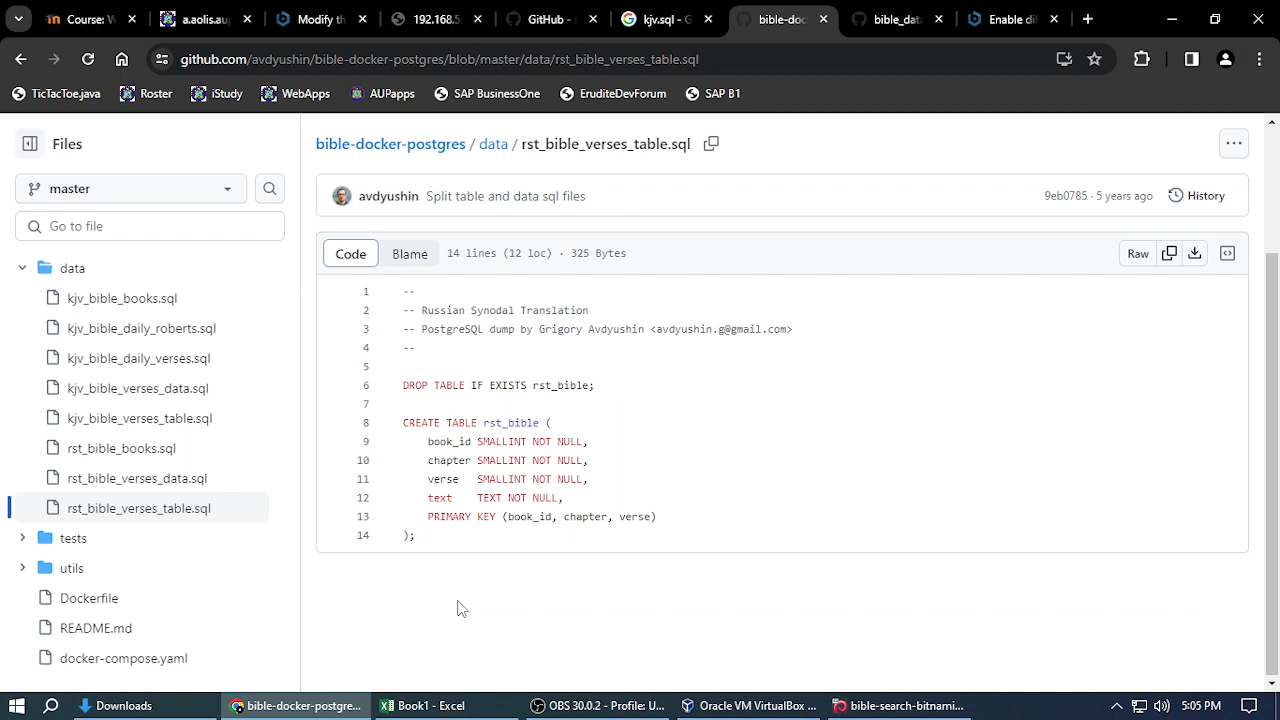 Course: W
a.aolis.au
Modify th
192.168.5
GitHub - s
kjv.sql - G
bible-doc
bible_data
Enable di
github.com/avdyushin/bible-docker-postgres/blob/master/data/rst_bible_verses_table.sql
TicTacToe.java
Roster
iStudy
WebApps
AUPapps
SAP BusinessOne
EruditeDevForum
SAP B1
Files
master
Go to file
data
kjv_bible_books.sql
kjv_bible_daily_roberts.sql
kjv_bible_daily_verses.sql
kjv_bible_verses_data.sql
kjv_bible_verses_table.sql
rst_bible_books.sql
rst_bible_verses_data.sql
rst_bible_verses_table.sql
tests
utils
Dockerfile
README.md
docker-compose.yaml
bible-docker-postgres / data / rst_bible_verses_table.sql
avdyushin Split table and data sql files 9eb0785 · 5 years ago History
Code Blame 14 lines (12 loc) · 325 Bytes Raw
1 --
2 -- Russian Synodal Translation
3 -- PostgreSQL dump by Grigory Avdyushin <avdyushin.g@gmail.com>
4 --
5
6 DROP TABLE IF EXISTS rst_bible;
7
8 CREATE TABLE rst_bible (
9 book_id SMALLINT NOT NULL,
10 chapter SMALLINT NOT NULL,
11 verse SMALLINT NOT NULL,
12 text TEXT NOT NULL,
13 PRIMARY KEY (book_id, chapter, verse)
14 );
Downloads
bible-docker-postgre...
Book1 - Excel
OBS 30.0.2 - Profile: U...
Oracle VM VirtualBox ...
bible-search-bitnami...
5:05 PM